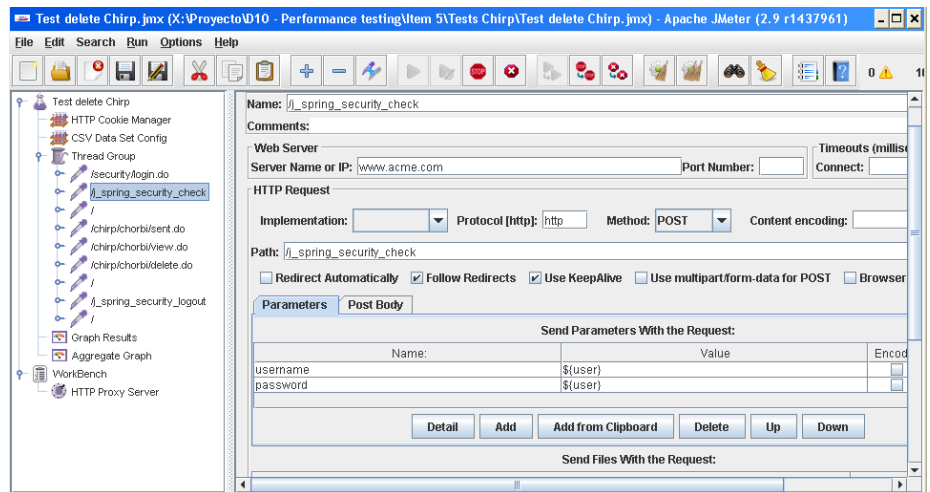 Test delete Chirp.jmx (X:\Proyecto\D10 - Performance testing\Item 5\Tests Chirp\Test delete Chirp.jmx) - Apache JMeter (2.9 r1437961)
File Edit Search Run Options Help
STOP
0
Test delete Chirp
HTTP Cookie Manager
CSV Data Set Config
Thread Group
/security/login.do
/j_spring_security_check
/
/chirp/chorbi/sent.do
/chirp/chorbi/view.do
/chirp/chorbi/delete.do
/
/j_spring_security_logout
/
Graph Results
Aggregate Graph
WorkBench
HTTP Proxy Server
Name: /j_spring_security_check
Comments:
Web Server
Timeouts (millise
Server Name or IP: www.acme.com Port Number: Connect:
HTTP Request
Implementation: Protocol [http]: http Method: POST Content encoding:
Path: /j_spring_security_check
Redirect Automatically Follow Redirects Use KeepAlive Use multipart/form-data for POST Browser
Parameters Post Body
Send Parameters With the Request:
Name: Value Encod
username ${user}
password ${user}
Detail Add Add from Clipboard Delete Up Down
Send Files With the Request: